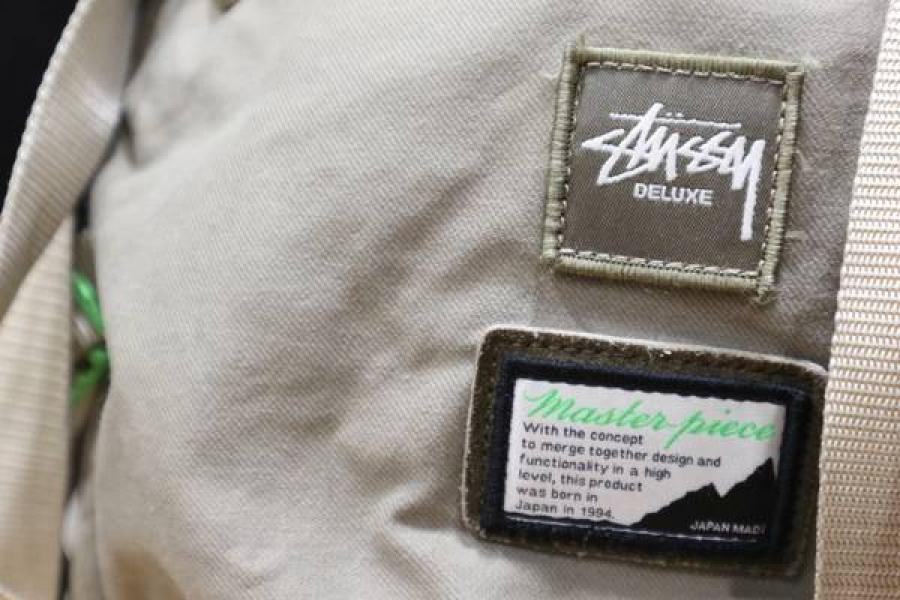 STÜSSY
DELUXE
Master-piece
With the concept
to merge together design and
functionality in a high
level, this product
was born in
Japan in 1994.
JAPAN MADE